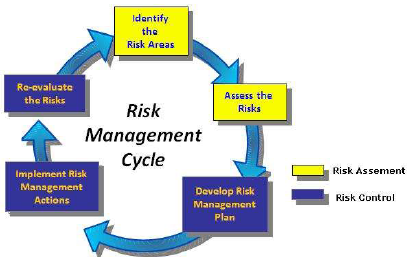 Identify
the
Risk Areas
Assess the
Risks
Develop Risk
Management
Plan
Implement Risk
Management
Actions
Re-evaluate
the Risks
Risk
Management
Cycle
Risk Assement
Risk Control